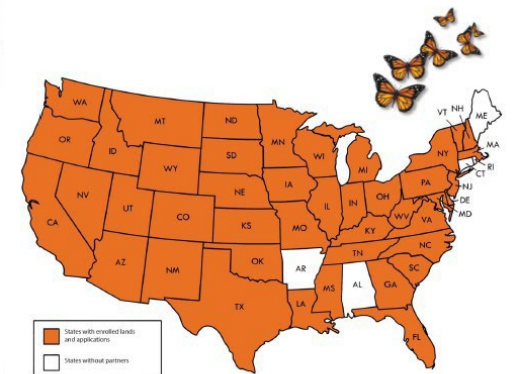 WA
MT
ND
OR
ID
WY
SD
MN
WI
MI
VT NH
ME
NY
MA
RI
CT
NV
UT
CO
NE
IA
IL
IN
OH
PA
NJ
DE
MD
CA
KS
MO
KY
WV
VA
AZ
NM
OK
AR
TN
NC
SC
TX
LA
MS
AL
GA
FL
States with enrolled lands
and applications
States without partners